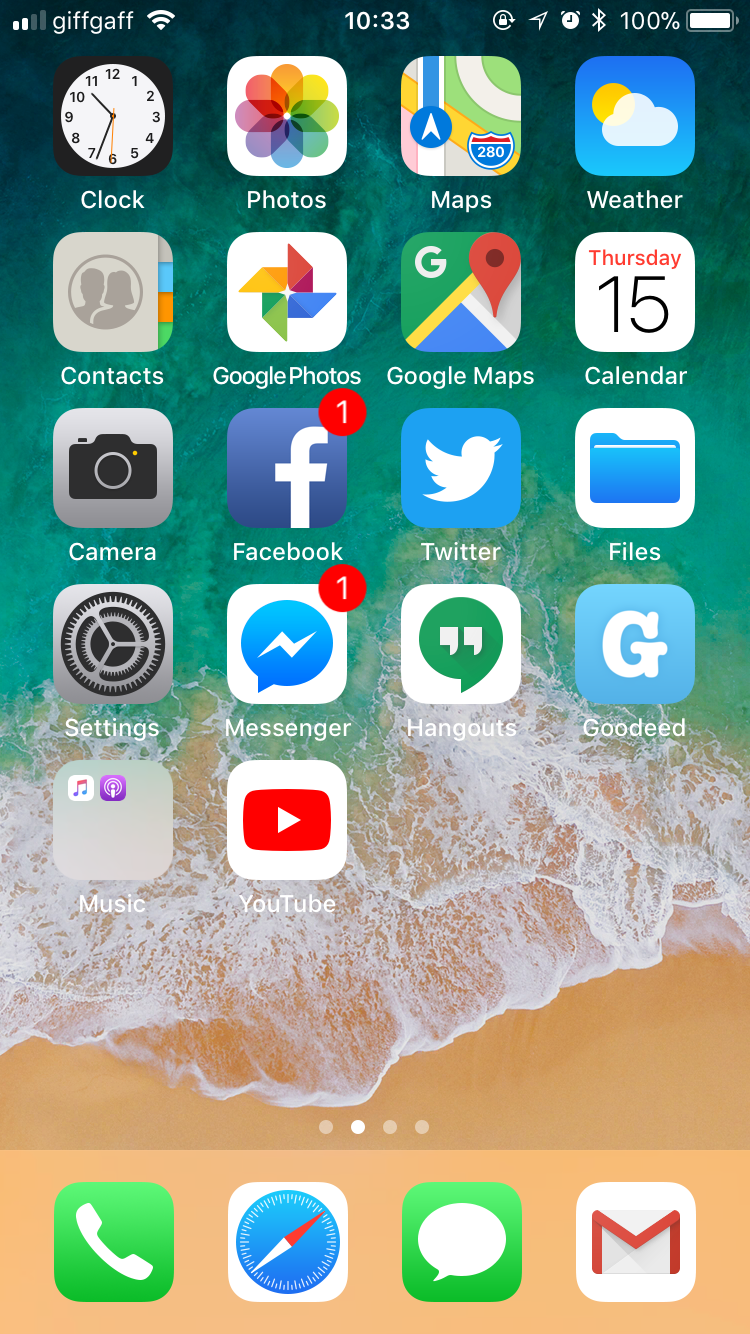 giffgaff 10:33 100%
12
11 1
10 2
9 3
8 4
7 5
6
280
Clock Photos Maps Weather
G
Thursday
15
Contacts Google Photos Google Maps Calendar
1
f
Camera Facebook Twitter Files
1
G
Settings Messenger Hangouts Goodeed
Music YouTube